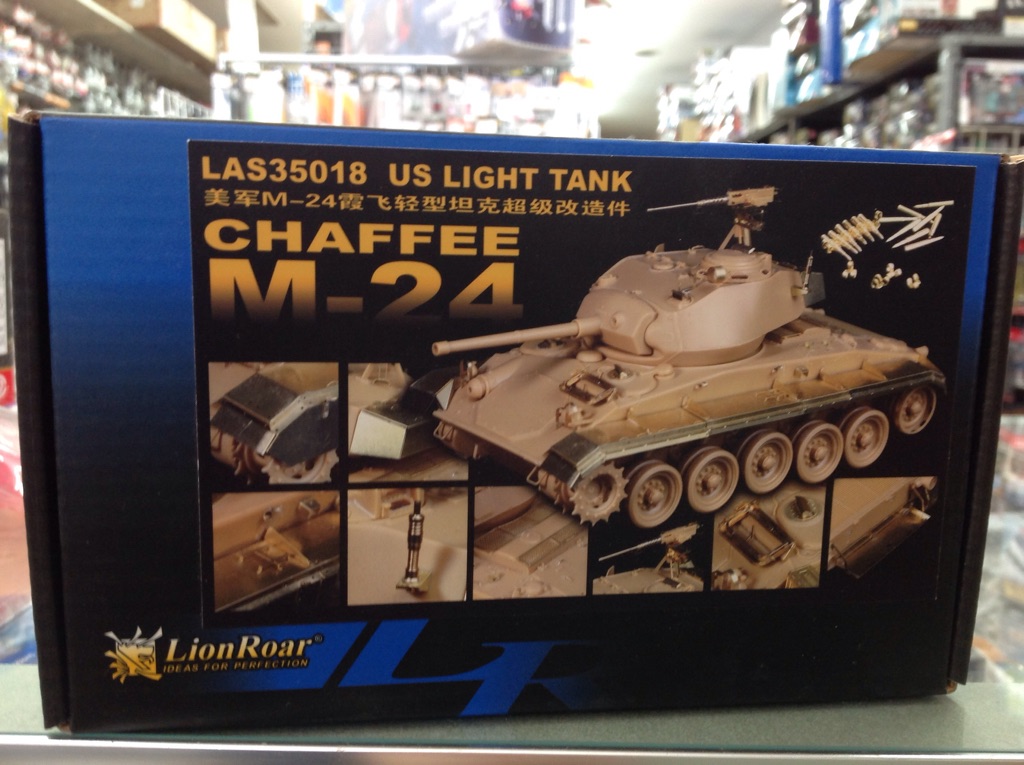 LAS35018 US LIGHT TANK
美军M-24霞飞轻型坦克超级改造件
CHAFFEE
M-24
LionRoar®
IDEAS FOR PERFECTION
LR